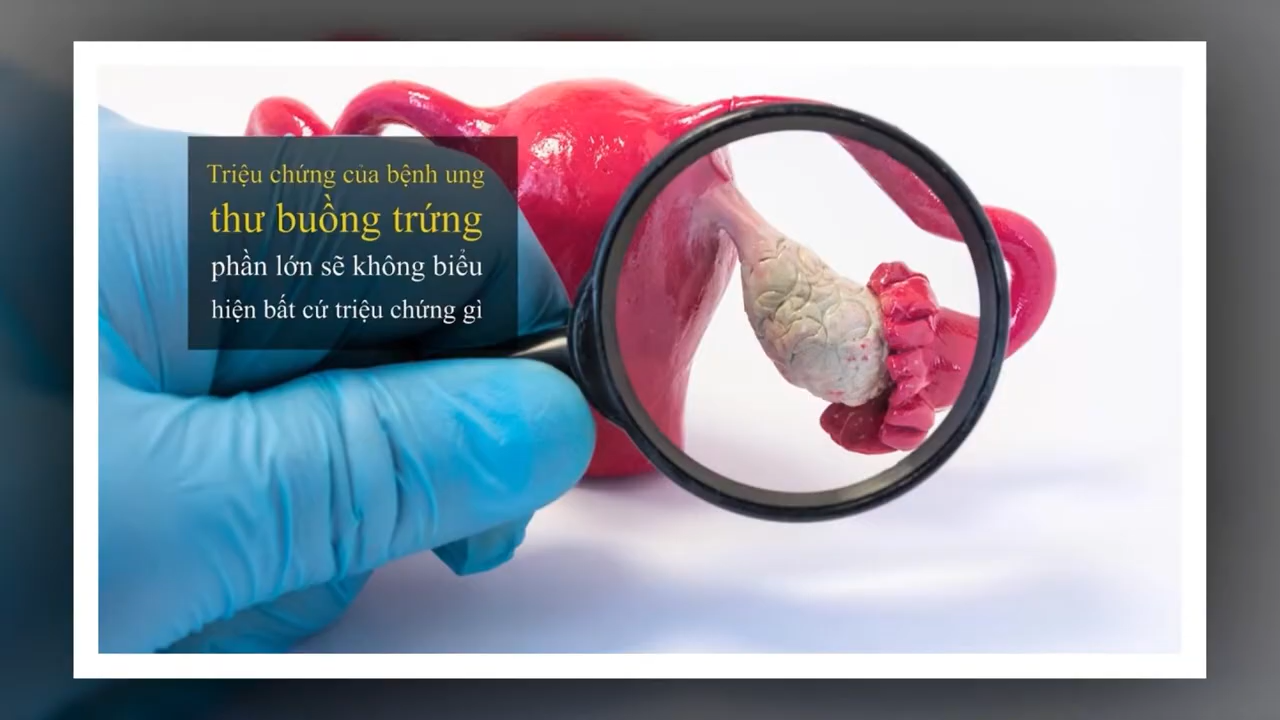 Triệu chứng của bệnh ung
thư buồng trứng
phần lớn sẽ không biểu
hiện bất cứ triệu chứng gì